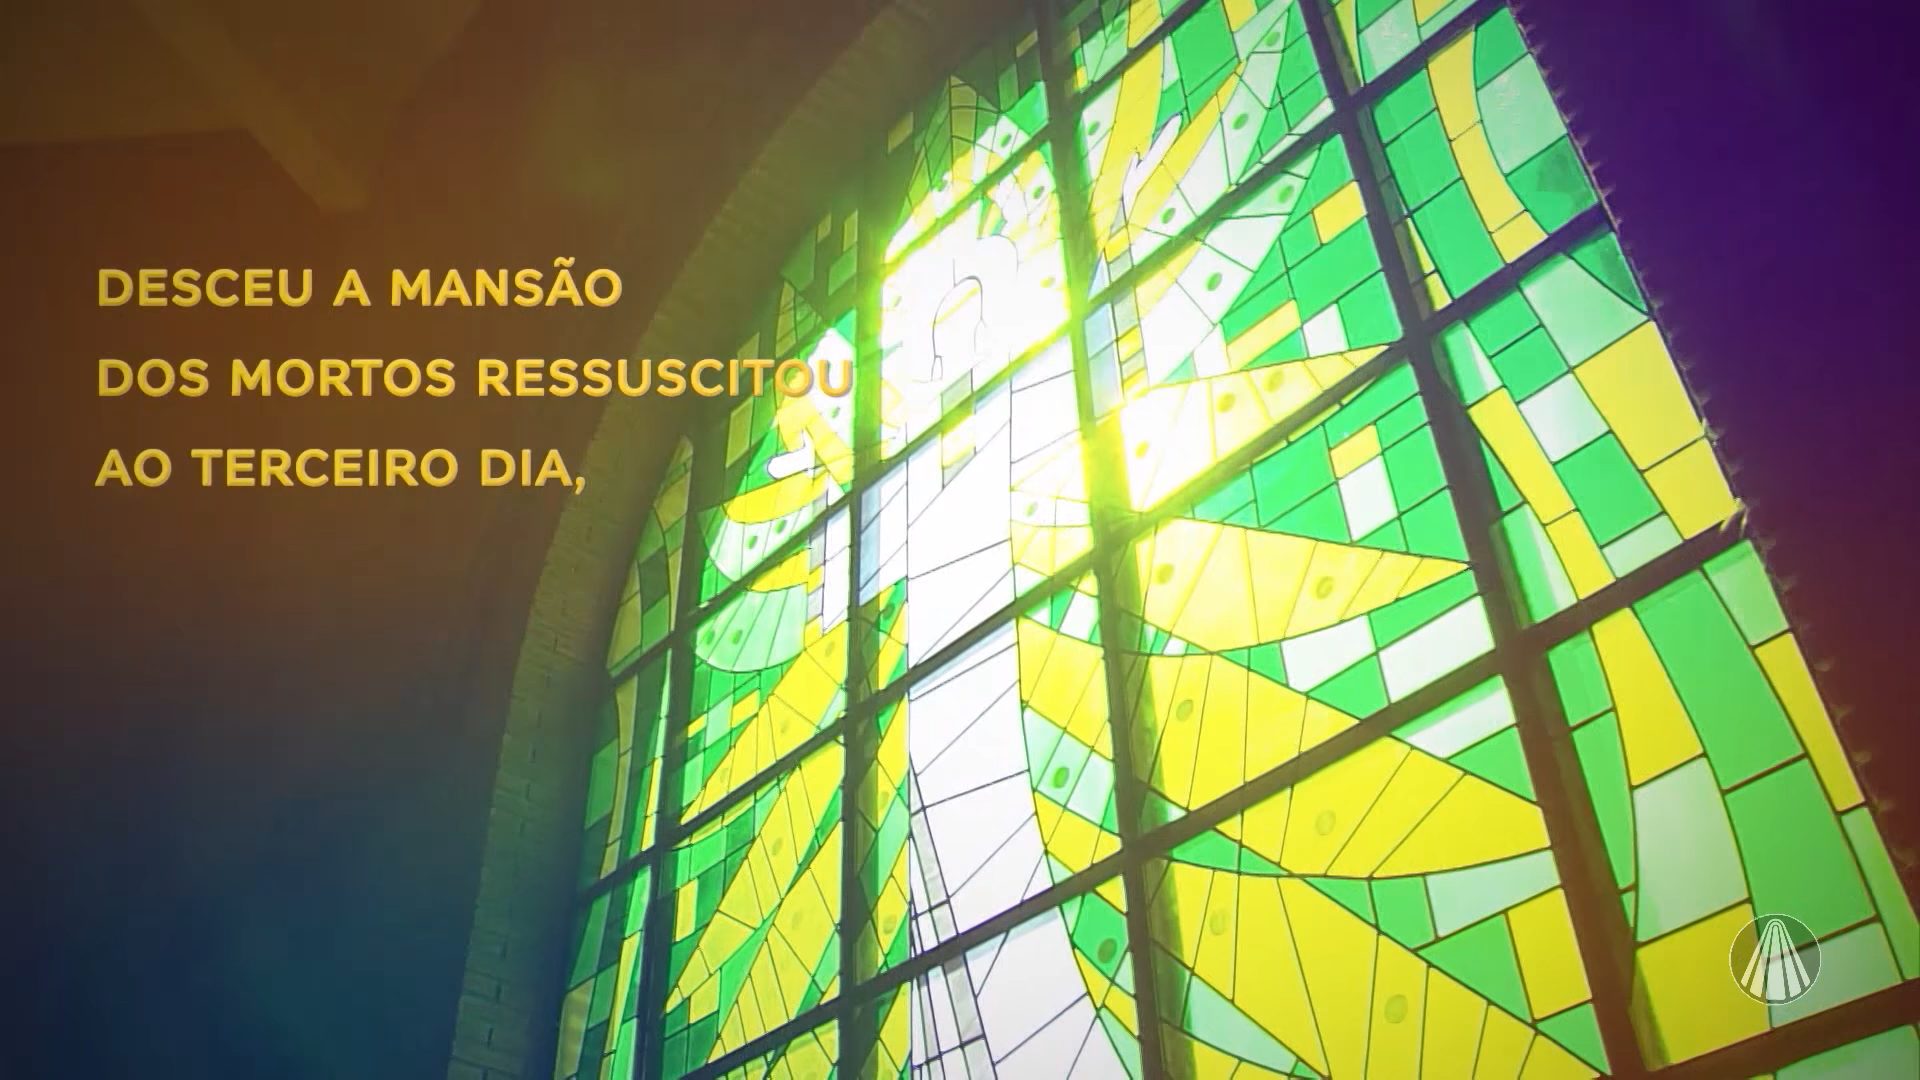 DESCEU A MANSÃO
DOS MORTOS RESSUSCITOU
AO TERCEIRO DIA,